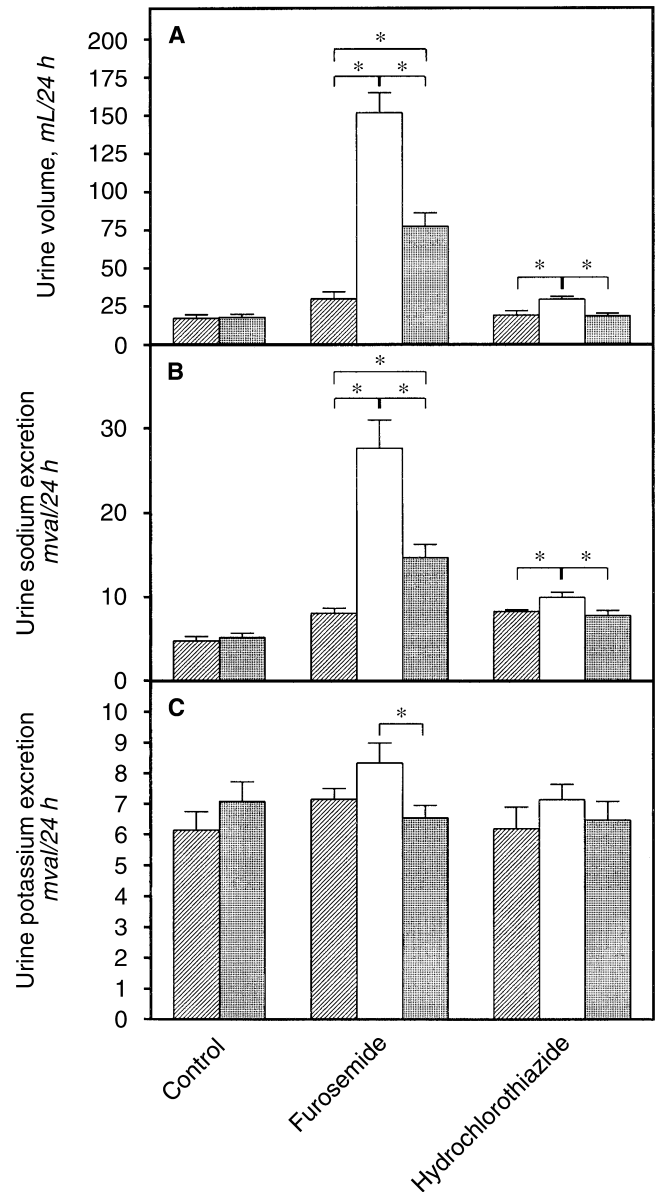 A
Urine volume, mL/24 h
200
175
150
125
100
75
50
25
0
*
* *
* *
B
Urine sodium excretion
mval/24 h
30
20
10
0
*
* *
* *
C
Urine potassium excretion
mval/24 h
10
9
8
7
6
5
4
3
2
1
0
*
Control
Furosemide
Hydrochlorothiazide